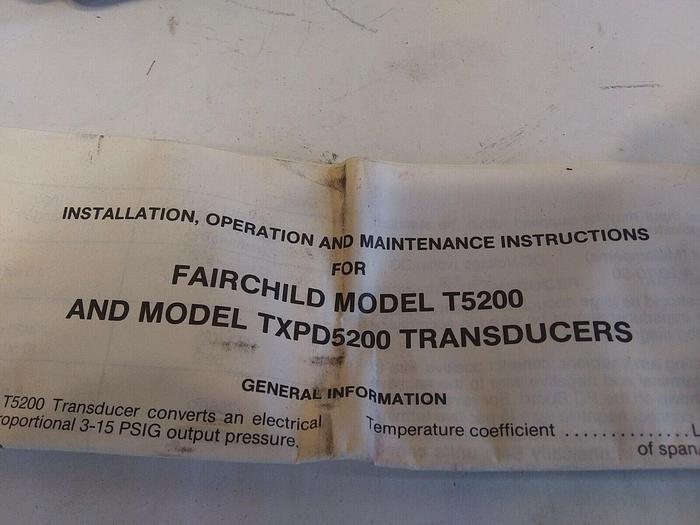 INSTALLATION, OPERATION AND MAINTENANCE INSTRUCTIONS
FOR
FAIRCHILD MODEL T5200
AND MODEL TXPD5200 TRANSDUCERS
GENERAL INFORMATION
T5200 Transducer converts an electrical
3-15 PSIG output pressure.
Temperature coefficient ..............
of span